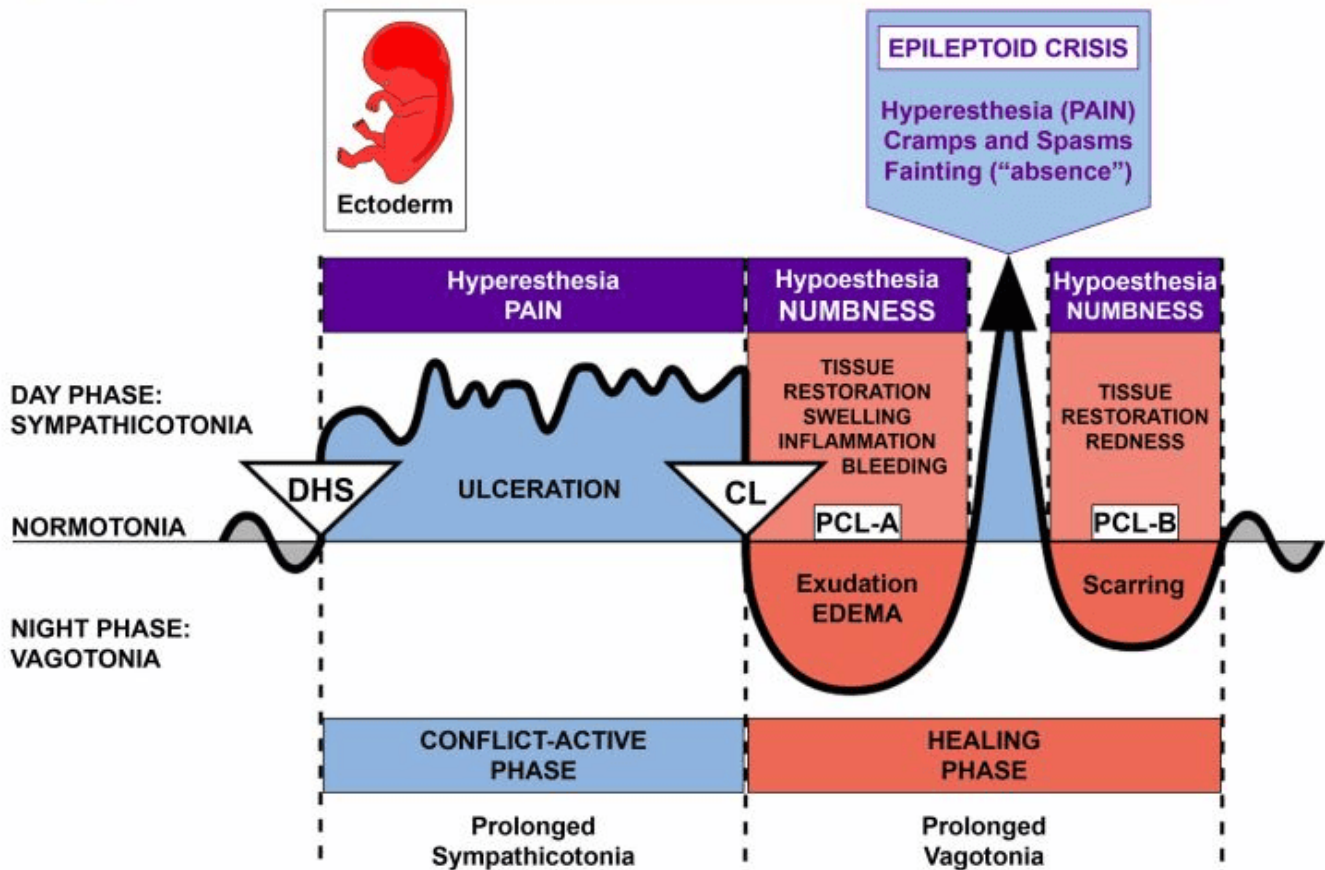 EPILEPTOID CRISIS
Hyperesthesia (PAIN)
Cramps and Spasms
Fainting (“absence”)
Ectoderm
Hyperesthesia
PAIN
Hypoesthesia
NUMBNESS
Hypoesthesia
NUMBNESS
DAY PHASE:
SYMPATHICOTONIA
TISSUE
RESTORATION
SWELLING
INFLAMMATION
BLEEDING
TISSUE
RESTORATION
REDNESS
DHS
ULCERATION
CL
NORMOTONIA
PCL-A
PCL-B
Exudation
EDEMA
Scarring
NIGHT PHASE:
VAGOTONIA
CONFLICT-ACTIVE
PHASE
HEALING
PHASE
Prolonged
Sympathicotonia
Prolonged
Vagotonia